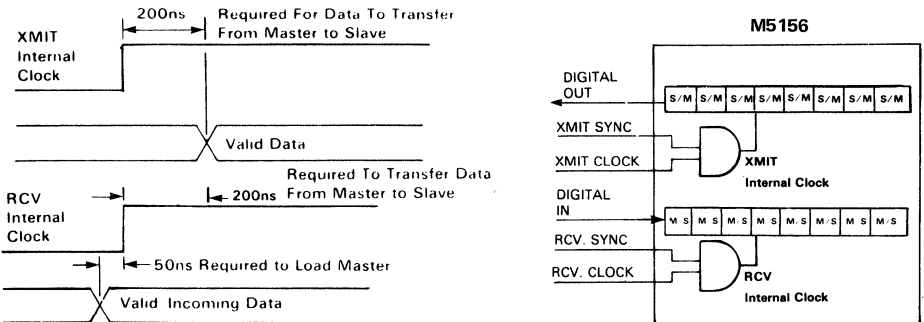 200ns
Required For Data To Transfer
From Master to Slave
XMIT
Internal
Clock
Valid Data
Required To Transfer Data
200ns From Master to Slave
RCV
Internal
Clock
50ns Required to Load Master
Valid Incoming Data
M5156
DIGITAL
OUT
S/M S/M S/M S/M S/M S/M S/M S/M
XMIT SYNC
XMIT CLOCK
XMIT
Internal Clock
DIGITAL
IN
M S M S M/S M S M/S M/S M S M/S
RCV. SYNC
RCV. CLOCK
RCV
Internal Clock